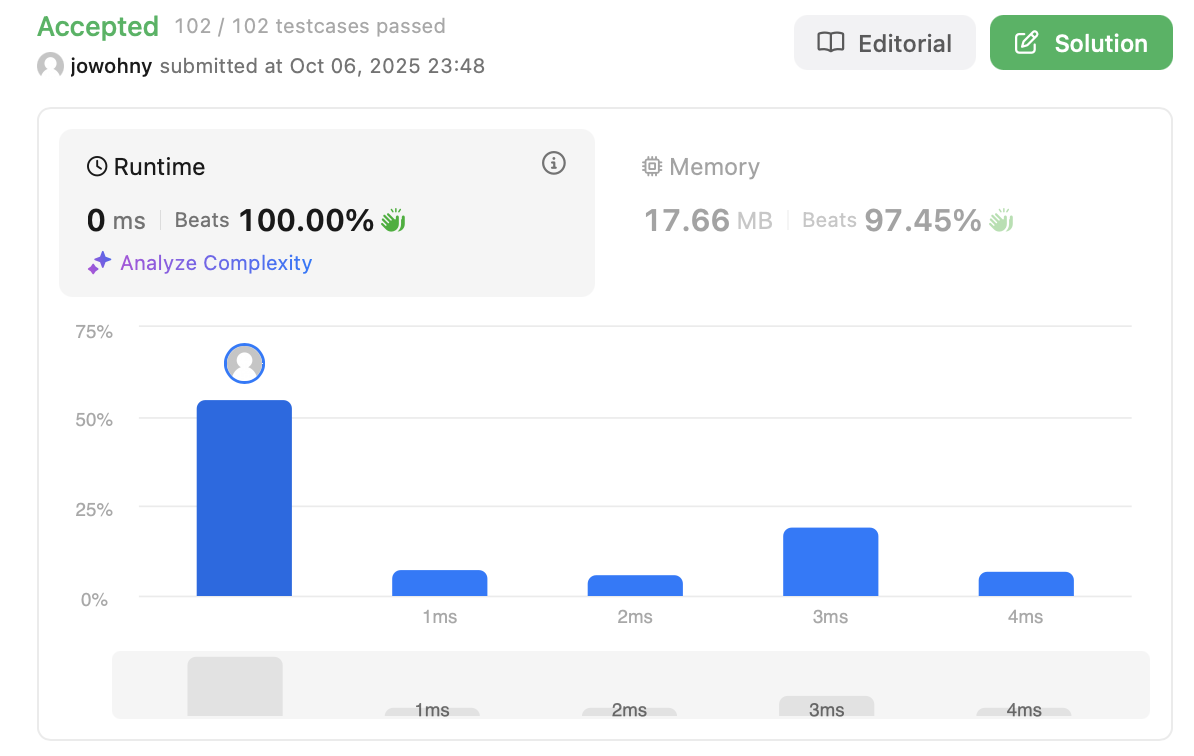 Accepted 102 / 102 testcases passed
jowohny submitted at Oct 06, 2025 23:48
Editorial
Solution
Runtime
0 ms Beats 100.00%
Analyze Complexity
Memory
17.66 MB Beats 97.45%
75%
50%
25%
0%
1ms 2ms 3ms 4ms
1ms 2ms 3ms 4ms